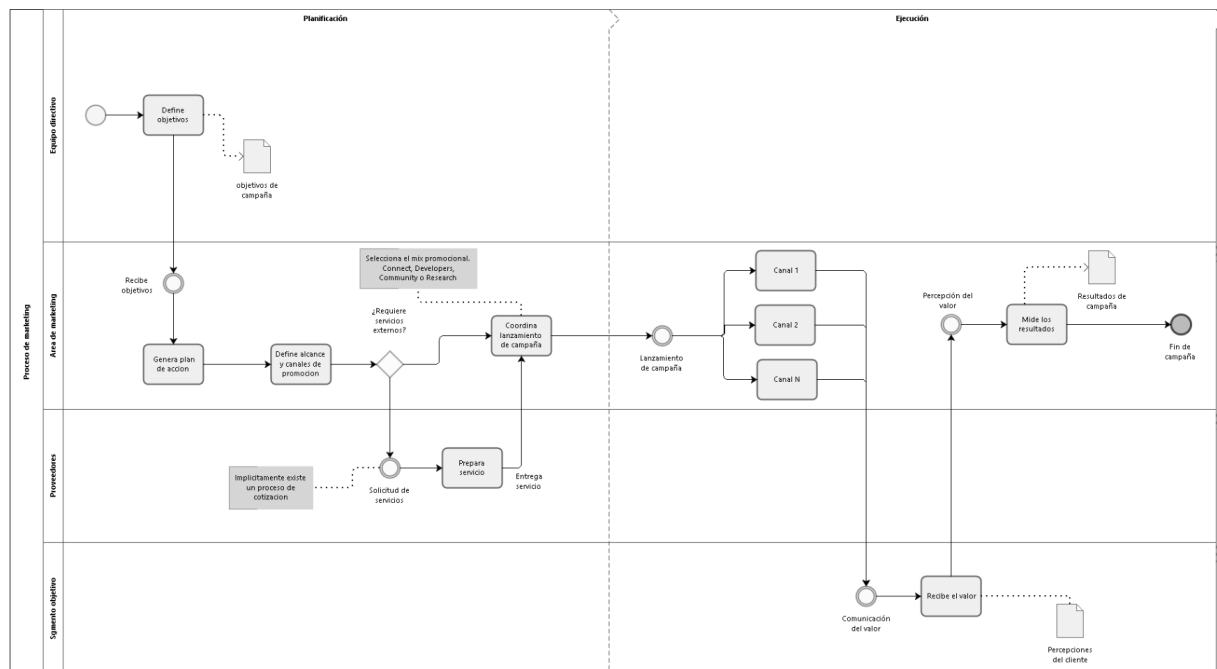 Planificación
Ejecución
Proceso de marketing
Equipo directivo
Define
objetivos
objetivos de
campaña
Area de marketing
Recibe
objetivos
Genera plan
de accion
Define alcance
y canales de
promocion
¿Requiere
servicios
externos?
Selecciona el mix promocional.
Connect, Developers,
Community o Research
Coordina
lanzamiento
de campaña
Lanzamiento
de campaña
Canal 1
Canal 2
Canal N
Percepción del
valor
Mide los
resultados
Resultados de
campaña
Fin de
campaña
Proveedores
Implicitamente existe
un proceso de
cotizacion
Solicitud de
servicios
Prepara
servicio
Entrega
servicio
Sgmento objetivo
Comunicación
del valor
Recibe el valor
Percepciones
del cliente